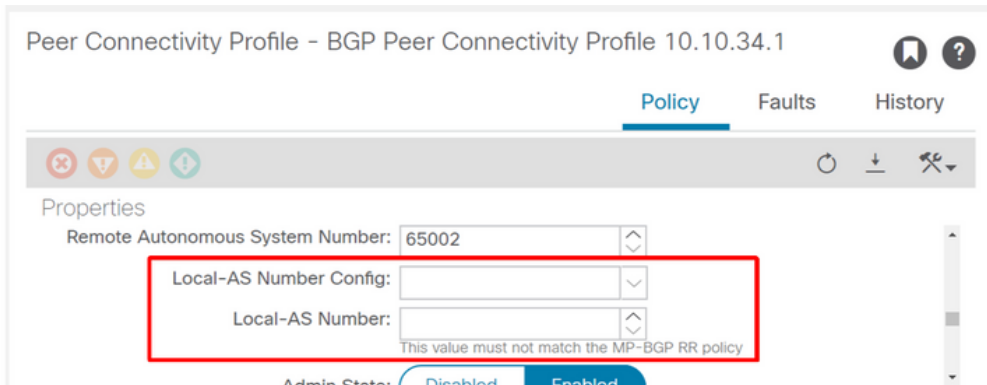 Peer Connectivity Profile - BGP Peer Connectivity Profile 10.10.34.1
?
Policy Faults History
Properties
Remote Autonomous System Number: 65002
Local-AS Number Config:
Local-AS Number:
This value must not match the MP-BGP RR policy
Admin State: Disabled Enabled